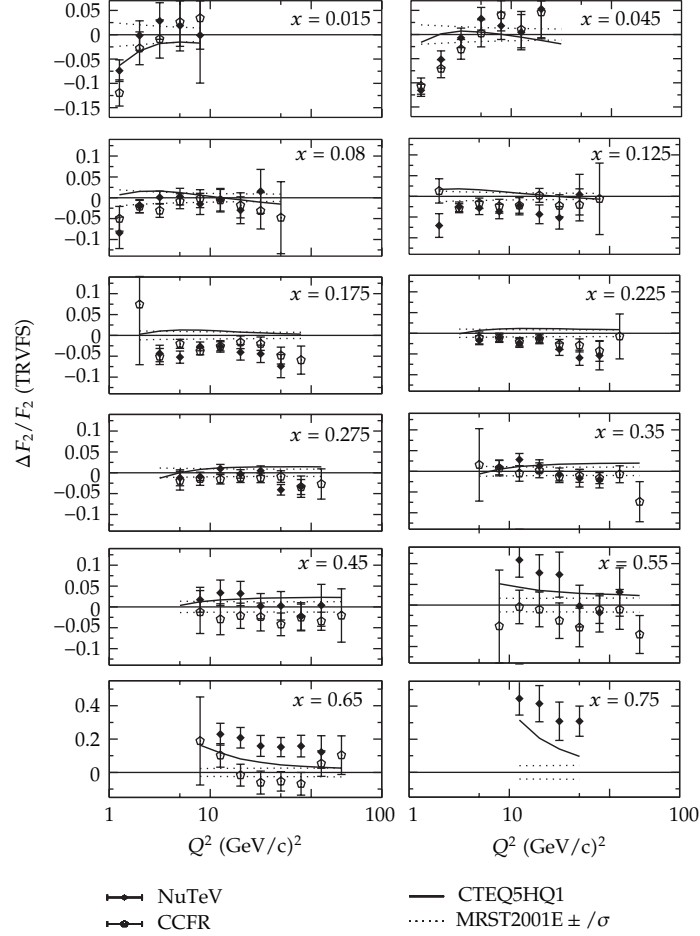 0.05
0
−0.05
−0.1
−0.15
x = 0.015
x = 0.045
0.1
0.05
0
−0.05
−0.1
x = 0.08
x = 0.125
0.1
0.05
0
−0.05
−0.1
x = 0.175
x = 0.225
0.1
0.05
0
−0.05
−0.1
x = 0.275
x = 0.35
0.1
0.05
0
−0.05
−0.1
x = 0.45
x = 0.55
0.4
0.2
0
x = 0.65
x = 0.75
1
10
100
1
10
100
Q² (GeV/c)²
Q² (GeV/c)²
ΔF₂/F₂ (TRVFS)
NuTeV
CCFR
CTEQ5HQ1
MRST2001E ± /σ